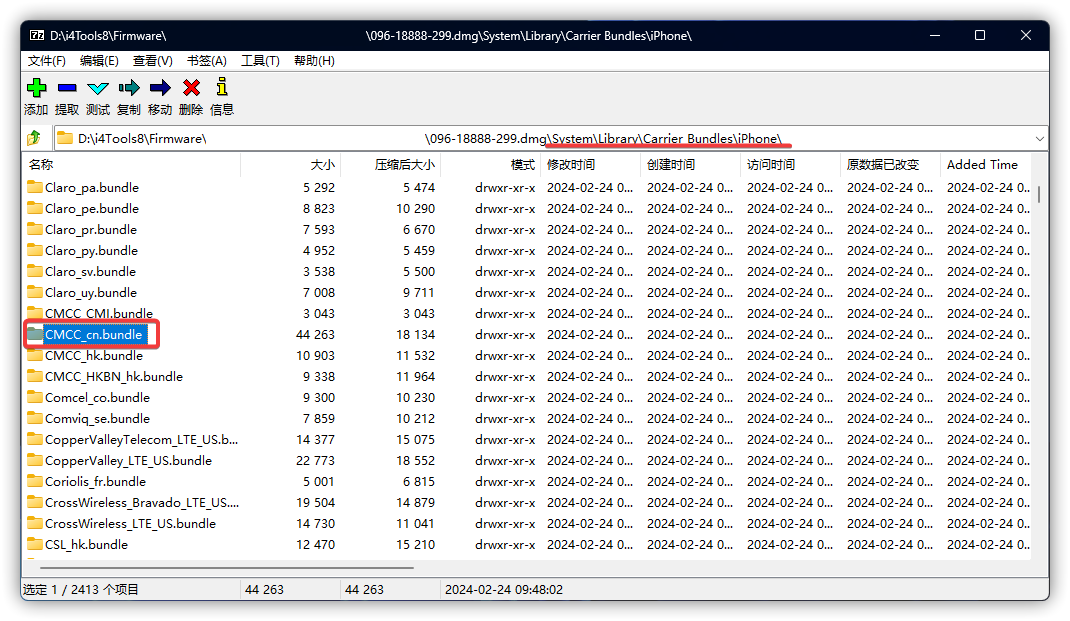 D:\i4Tools8\Firmware\ \096-18888-299.dmg\System\Library\Carrier Bundles\iPhone\
文件(F) 编辑(E) 查看(V) 书签(A) 工具(T) 帮助(H)
添加 提取 测试 复制 移动 删除 信息
D:\i4Tools8\Firmware\ \096-18888-299.dmg\System\Library\Carrier Bundles\iPhone\
名称 大小 压缩后大小 模式 修改时间 创建时间 访问时间 原数据已改变 Added Time
Claro_pa.bundle 5 292 5 474 drwxr-xr-x 2024-02-24 0... 2024-02-24 0... 2024-02-24 0... 2024-02-24 0... 2024-02-24 0..
Claro_pe.bundle 8 823 10 290 drwxr-xr-x 2024-02-24 0... 2024-02-24 0... 2024-02-24 0... 2024-02-24 0... 2024-02-24 0..
Claro_pr.bundle 7 593 6 670 drwxr-xr-x 2024-02-24 0... 2024-02-24 0... 2024-02-24 0... 2024-02-24 0... 2024-02-24 0..
Claro_py.bundle 4 952 5 459 drwxr-xr-x 2024-02-24 0... 2024-02-24 0... 2024-02-24 0... 2024-02-24 0... 2024-02-24 0..
Claro_sv.bundle 3 538 5 500 drwxr-xr-x 2024-02-24 0... 2024-02-24 0... 2024-02-24 0... 2024-02-24 0... 2024-02-24 0..
Claro_uy.bundle 7 008 9 711 drwxr-xr-x 2024-02-24 0... 2024-02-24 0... 2024-02-24 0... 2024-02-24 0... 2024-02-24 0..
CMCC_CMI.bundle 3 043 3 043 drwxr-xr-x 2024-02-24 0... 2024-02-24 0... 2024-02-24 0... 2024-02-24 0... 2024-02-24 0..
CMCC_cn.bundle 44 263 18 134 drwxr-xr-x 2024-02-24 0... 2024-02-24 0... 2024-02-24 0... 2024-02-24 0... 2024-02-24 0..
CMCC_hk.bundle 10 903 11 532 drwxr-xr-x 2024-02-24 0... 2024-02-24 0... 2024-02-24 0... 2024-02-24 0... 2024-02-24 0..
CMCC_HKBN_hk.bundle 9 338 11 964 drwxr-xr-x 2024-02-24 0... 2024-02-24 0... 2024-02-24 0... 2024-02-24 0... 2024-02-24 0..
Comcel_co.bundle 9 300 10 230 drwxr-xr-x 2024-02-24 0... 2024-02-24 0... 2024-02-24 0... 2024-02-24 0... 2024-02-24 0..
Comviq_se.bundle 7 859 10 212 drwxr-xr-x 2024-02-24 0... 2024-02-24 0... 2024-02-24 0... 2024-02-24 0... 2024-02-24 0..
CopperValleyTelecom_LTE_US.b... 14 377 15 075 drwxr-xr-x 2024-02-24 0... 2024-02-24 0... 2024-02-24 0... 2024-02-24 0... 2024-02-24 0..
CopperValley_LTE_US.bundle 22 773 18 552 drwxr-xr-x 2024-02-24 0... 2024-02-24 0... 2024-02-24 0... 2024-02-24 0... 2024-02-24 0..
Coriolis_fr.bundle 5 001 6 815 drwxr-xr-x 2024-02-24 0... 2024-02-24 0... 2024-02-24 0... 2024-02-24 0... 2024-02-24 0..
CrossWireless_Bravado_LTE_US.... 19 504 14 879 drwxr-xr-x 2024-02-24 0... 2024-02-24 0... 2024-02-24 0... 2024-02-24 0... 2024-02-24 0..
CrossWireless_LTE_US.bundle 14 730 11 041 drwxr-xr-x 2024-02-24 0... 2024-02-24 0... 2024-02-24 0... 2024-02-24 0... 2024-02-24 0..
CSL_hk.bundle 12 470 15 210 drwxr-xr-x 2024-02-24 0... 2024-02-24 0... 2024-02-24 0... 2024-02-24 0... 2024-02-24 0..
选定 1 / 2413 个项目 44 263 44 263 2024-02-24 09:48:02